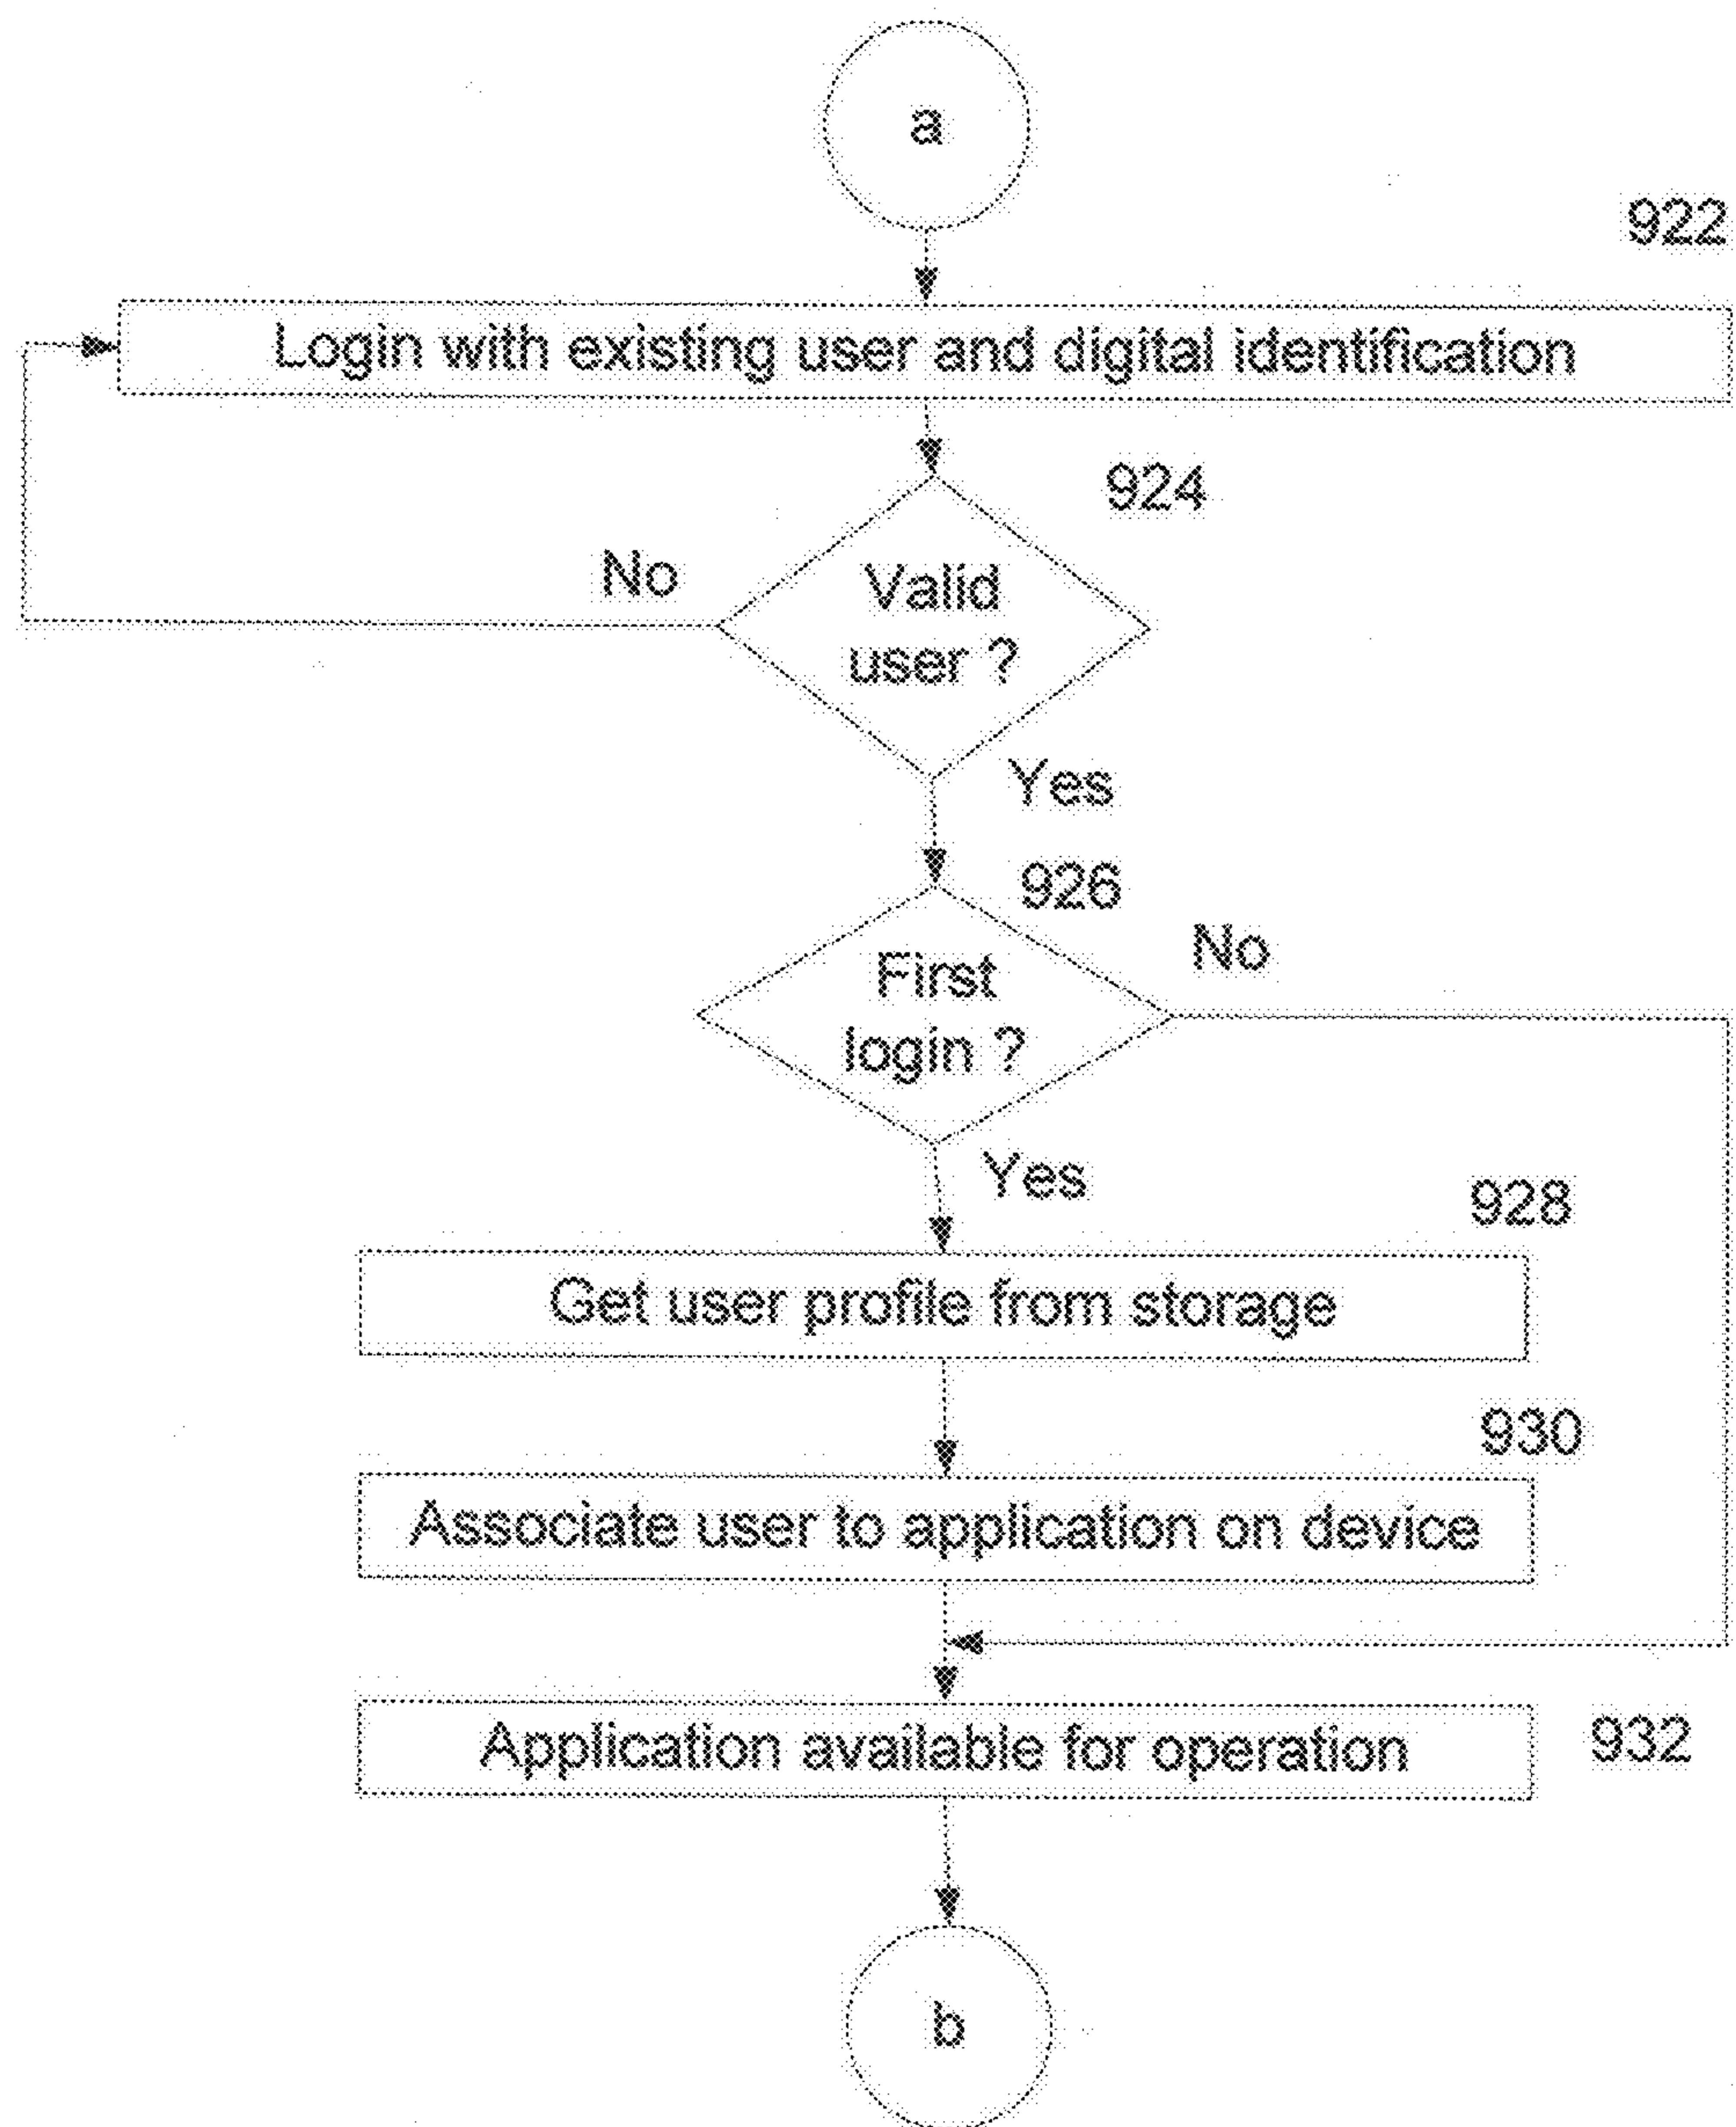 a
922
Login with existing user and digital identification
924
No
Valid
user ?
Yes
926
No
First
login ?
Yes
928
Get user profile from storage
930
Associate user to application on device
Application available for operation
932
b